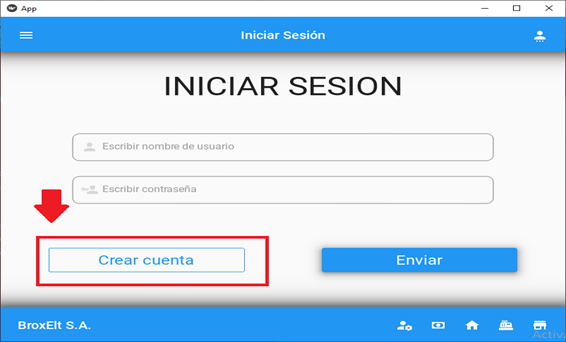 App
Iniciar Sesión
INICIAR SESION
Escribir nombre de usuario
Escribir contraseña
Crear cuenta
Enviar
BroxElt S.A.
Activ